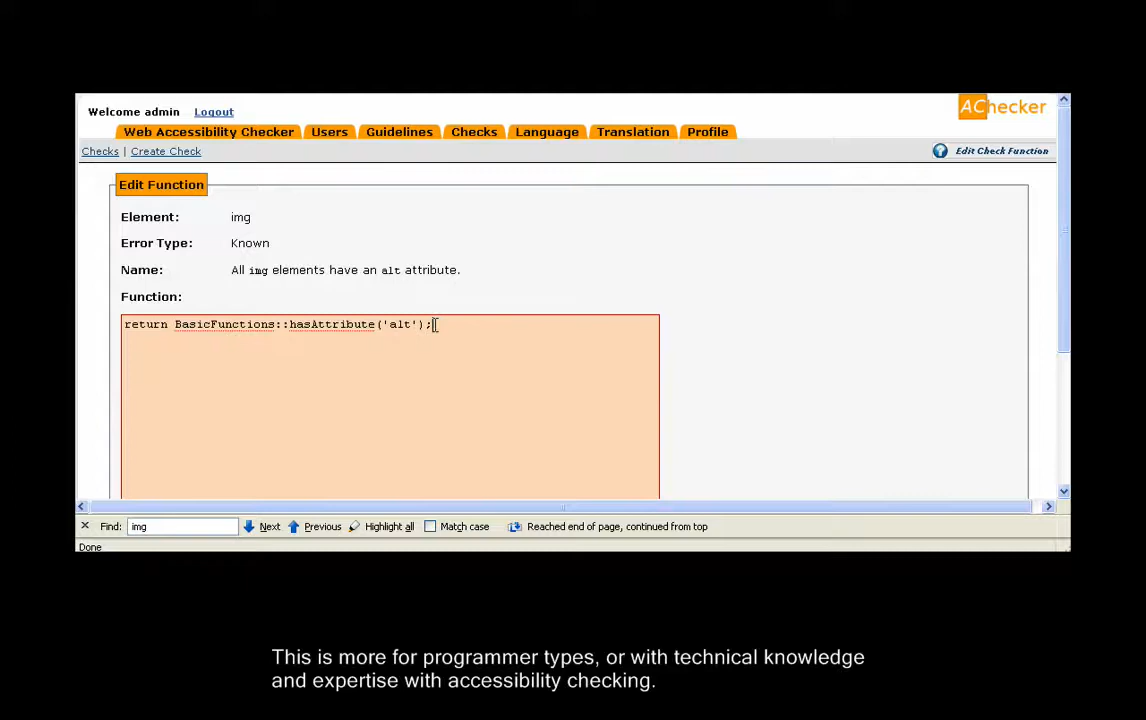 Welcome admin Logout
AChecker
Web Accessibility Checker Users Guidelines Checks Language Translation Profile
Checks | Create Check
? Edit Check Function
Edit Function
Element: img
Error Type: Known
Name: All img elements have an alt attribute.
Function:
return BasicFunctions::hasAttribute('alt');
Find: img Next Previous Highlight all Match case Reached end of page, continued from top
Done
This is more for programmer types, or with technical knowledge
and expertise with accessibility checking.